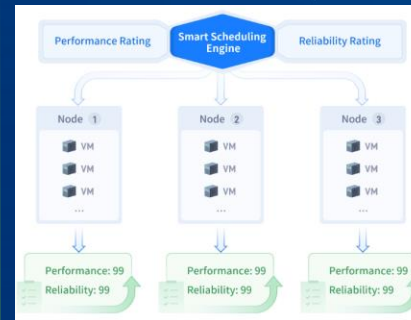 Performance Rating
Smart Scheduling
Engine
Reliability Rating
Node 1
VM
VM
VM
...
Node 2
VM
VM
VM
...
Node 3
VM
VM
VM
...
Performance: 99
Reliability: 99
Performance: 99
Reliability: 99
Performance: 99
Reliability: 99